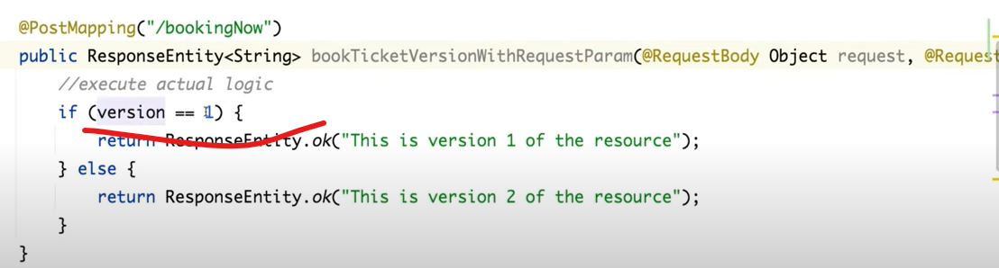 @PostMapping("/bookingNow")
public ResponseEntity<String> bookTicketVersionWithRequestParam(@RequestBody Object request, @Request
//execute actual logic
if (version == 1) {
return ResponseEntity.ok("This is version 1 of the resource");
} else {
return ResponseEntity.ok("This is version 2 of the resource");
}
}